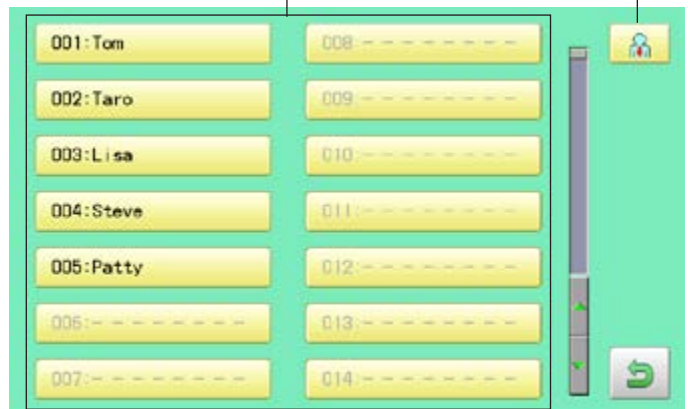 001:Tom
002:Taro
003:Lisa
004:Steve
005:Patty
006:- - - - - - - -
007:- - - - - - - -
008:- - - - - - - -
009:- - - - - - - -
010:- - - - - - - -
011:- - - - - - - -
012:- - - - - - - -
013:- - - - - - - -
014:- - - - - - - -